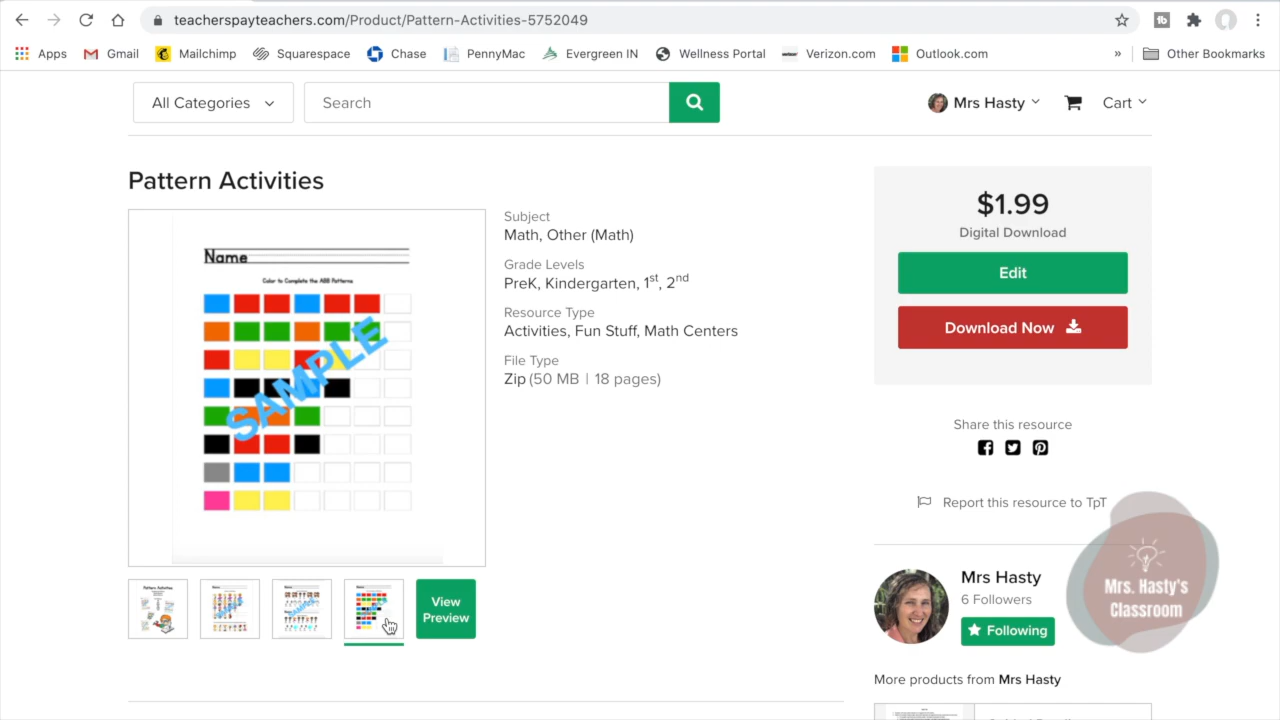 teacherspayteachers.com/Product/Pattern-Activities-5752049
Apps Gmail Mailchimp Squarespace Chase PennyMac Evergreen IN Wellness Portal Verizon.com Outlook.com » Other Bookmarks
All Categories Search Mrs Hasty Cart
Pattern Activities
Name
Color to Complete the ABB Patterns
SAMPLE
Subject
Math, Other (Math)
Grade Levels
PreK, Kindergarten, 1st, 2nd
Resource Type
Activities, Fun Stuff, Math Centers
File Type
Zip (50 MB | 18 pages)
$1.99
Digital Download
Edit
Download Now
Share this resource
Report this resource to TpT
Mrs. Hasty's
Classroom
Mrs Hasty
6 Followers
Following
More products from Mrs Hasty
Pattern Activities
View
Preview